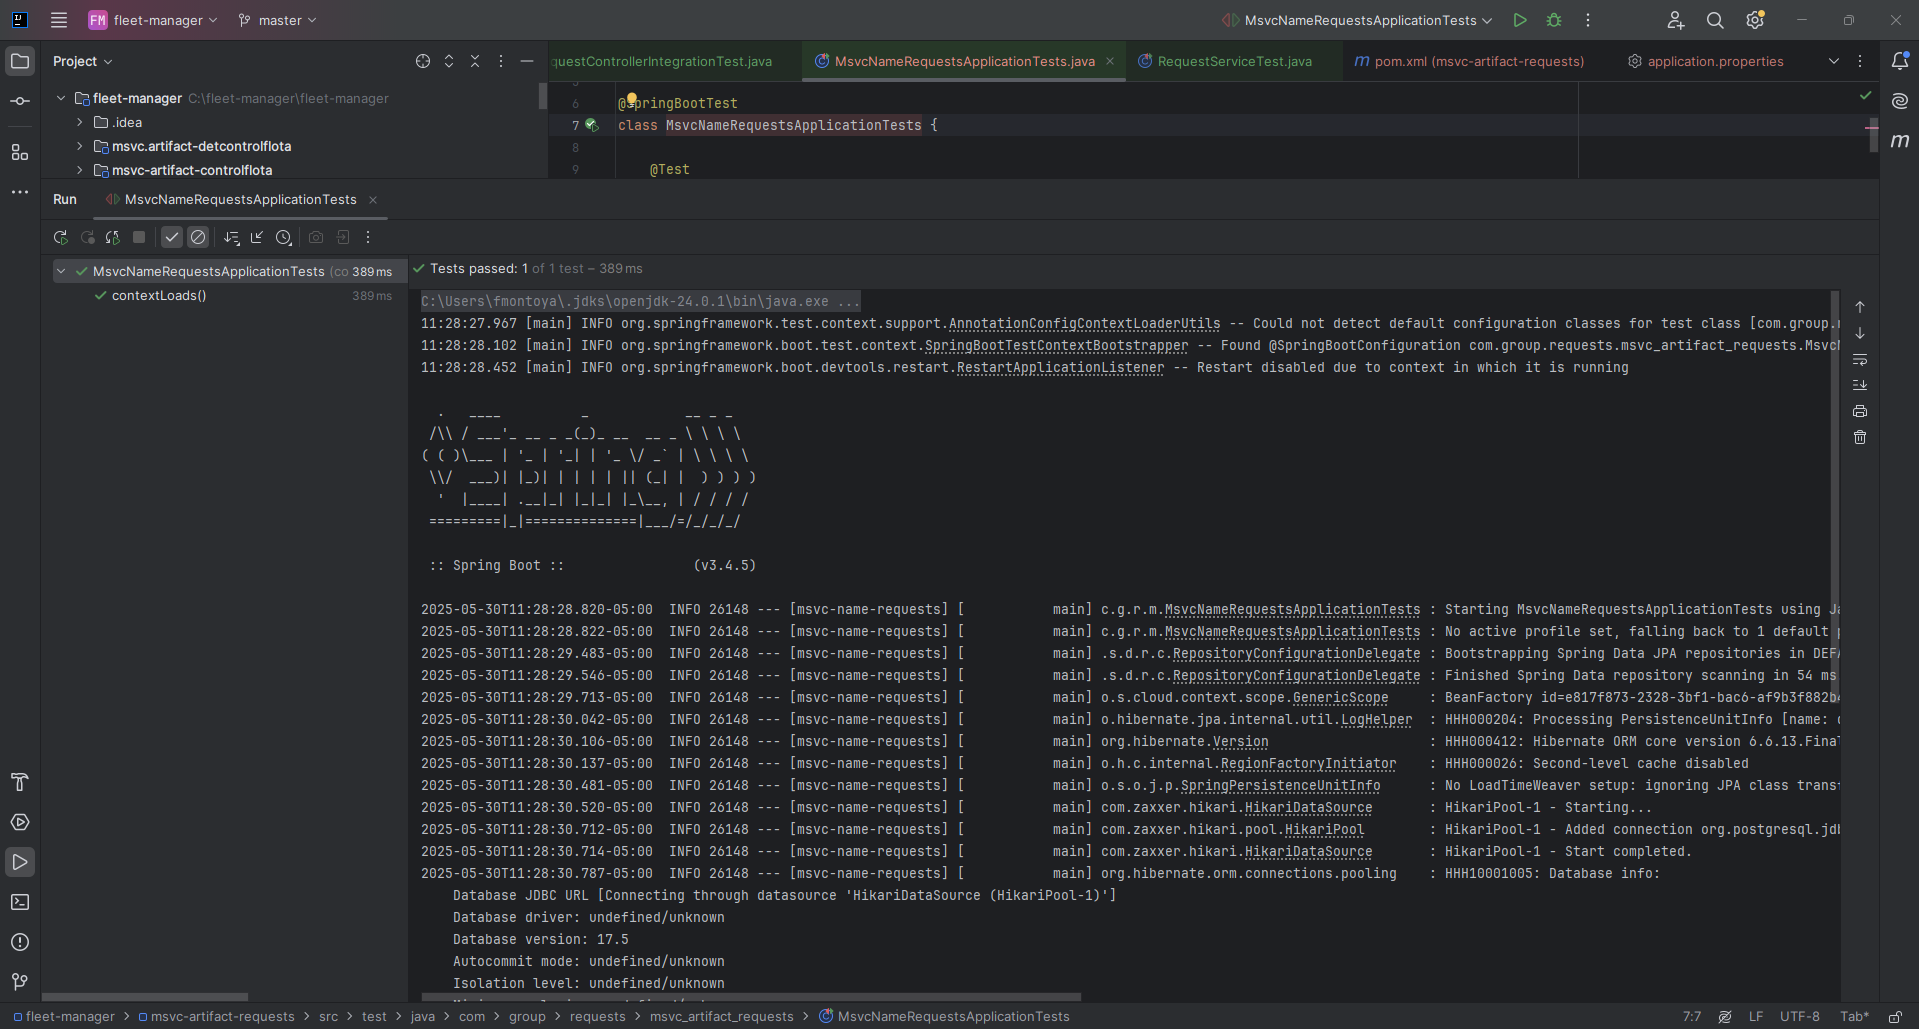 FM fleet-manager master MsvcNameRequestsApplicationTests
Project
questControllerIntegrationTest.java MsvcNameRequestsApplicationTests.java RequestServiceTest.java m pom.xml (msvc-artifact-requests) application.properties
fleet-manager C:\fleet-manager\fleet-manager
.idea
msvc.artifact-detcontrolflota
msvc-artifact-controlflota
6 @SpringBootTest
7 class MsvcNameRequestsApplicationTests {
8
9 @Test
Run MsvcNameRequestsApplicationTests
MsvcNameRequestsApplicationTests (co 389 ms
contextLoads() 389 ms
Tests passed: 1 of 1 test – 389 ms
C:\Users\fmontoya\.jdks\openjdk-24.0.1\bin\java.exe ...
11:28:27.967 [main] INFO org.springframework.test.context.support.AnnotationConfigContextLoaderUtils -- Could not detect default configuration classes for test class [com.group.
11:28:28.102 [main] INFO org.springframework.boot.test.context.SpringBootTestContextBootstrapper -- Found @SpringBootConfiguration com.group.requests.msvc_artifact_requests.Msvc
11:28:28.452 [main] INFO org.springframework.boot.devtools.restart.RestartApplicationListener -- Restart disabled due to context in which it is running
  .   ____          _            __ _ _
 /\\ / ___'_ __ _ _(_)_ __  __ _ \ \ \ \
( ( )\___ | '_ | '_| | '_ \/ _` | \ \ \ \
 \\/  ___)| |_)| | | | | || (_| |  ) ) ) )
  '  |____| .__|_| |_|_| |_\__, | / / / /
 =========|_|==============|___/=/_/_/_/
:: Spring Boot :: (v3.4.5)
2025-05-30T11:28:28.820-05:00 INFO 26148 --- [msvc-name-requests] [ main] c.g.r.m.MsvcNameRequestsApplicationTests : Starting MsvcNameRequestsApplicationTests using Ja
2025-05-30T11:28:28.822-05:00 INFO 26148 --- [msvc-name-requests] [ main] c.g.r.m.MsvcNameRequestsApplicationTests : No active profile set, falling back to 1 default p
2025-05-30T11:28:29.483-05:00 INFO 26148 --- [msvc-name-requests] [ main] .s.d.r.c.RepositoryConfigurationDelegate : Bootstrapping Spring Data JPA repositories in DEFA
2025-05-30T11:28:29.546-05:00 INFO 26148 --- [msvc-name-requests] [ main] .s.d.r.c.RepositoryConfigurationDelegate : Finished Spring Data repository scanning in 54 ms
2025-05-30T11:28:29.713-05:00 INFO 26148 --- [msvc-name-requests] [ main] o.s.cloud.context.scope.GenericScope : BeanFactory id=e817f873-2328-3bf1-bac6-af9b3f882b4
2025-05-30T11:28:30.042-05:00 INFO 26148 --- [msvc-name-requests] [ main] o.hibernate.jpa.internal.util.LogHelper : HHH000204: Processing PersistenceUnitInfo [name: d
2025-05-30T11:28:30.106-05:00 INFO 26148 --- [msvc-name-requests] [ main] org.hibernate.Version : HHH000412: Hibernate ORM core version 6.6.13.Final
2025-05-30T11:28:30.137-05:00 INFO 26148 --- [msvc-name-requests] [ main] o.h.c.internal.RegionFactoryInitiator : HHH000026: Second-level cache disabled
2025-05-30T11:28:30.481-05:00 INFO 26148 --- [msvc-name-requests] [ main] o.s.o.j.p.SpringPersistenceUnitInfo : No LoadTimeWeaver setup: ignoring JPA class transf
2025-05-30T11:28:30.520-05:00 INFO 26148 --- [msvc-name-requests] [ main] com.zaxxer.hikari.HikariDataSource : HikariPool-1 - Starting...
2025-05-30T11:28:30.712-05:00 INFO 26148 --- [msvc-name-requests] [ main] com.zaxxer.hikari.pool.HikariPool : HikariPool-1 - Added connection org.postgresql.jdb
2025-05-30T11:28:30.714-05:00 INFO 26148 --- [msvc-name-requests] [ main] com.zaxxer.hikari.HikariDataSource : HikariPool-1 - Start completed.
2025-05-30T11:28:30.787-05:00 INFO 26148 --- [msvc-name-requests] [ main] org.hibernate.orm.connections.pooling : HHH10001005: Database info:
Database JDBC URL [Connecting through datasource 'HikariDataSource (HikariPool-1)']
Database driver: undefined/unknown
Database version: 17.5
Autocommit mode: undefined/unknown
Isolation level: undefined/unknown
fleet-manager > msvc-artifact-requests > src > test > java > com > group > requests > msvc_artifact_requests > MsvcNameRequestsApplicationTests 7:7 LF UTF-8 Tab*